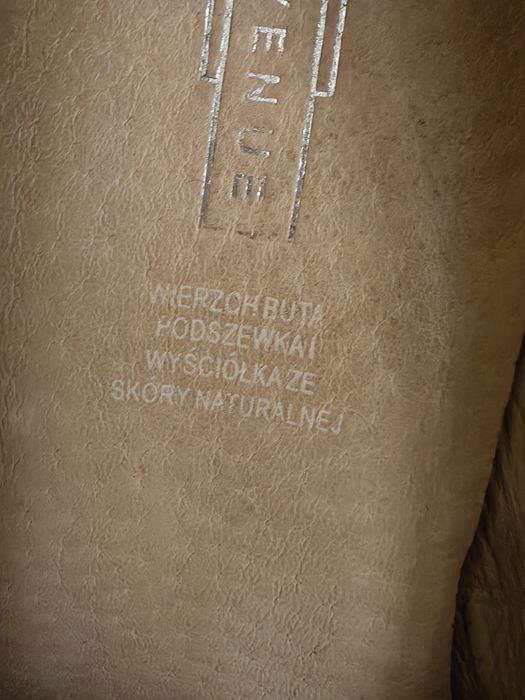 VENUE
WIERZCH BUTA
PODSZEWKA I
WYŚCIÓŁKA ZE
SKÓRY NATURALNEJ